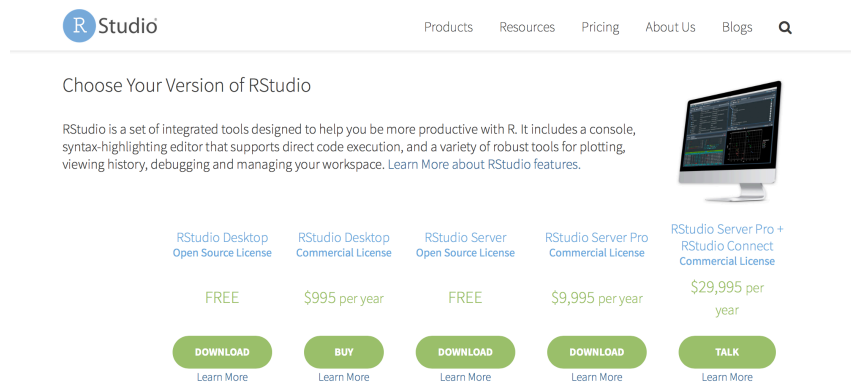 R Studio
Products Resources Pricing About Us Blogs
Choose Your Version of RStudio
RStudio is a set of integrated tools designed to help you be more productive with R. It includes a console,
syntax-highlighting editor that supports direct code execution, and a variety of robust tools for plotting,
viewing history, debugging and managing your workspace. Learn More about RStudio features.
RStudio Desktop
Open Source License
FREE
DOWNLOAD
Learn More
RStudio Desktop
Commercial License
$995 per year
BUY
Learn More
RStudio Server
Open Source License
FREE
DOWNLOAD
Learn More
RStudio Server Pro
Commercial License
$9,995 per year
DOWNLOAD
Learn More
RStudio Server Pro +
RStudio Connect
Commercial License
$29,995 per
year
TALK
Learn More